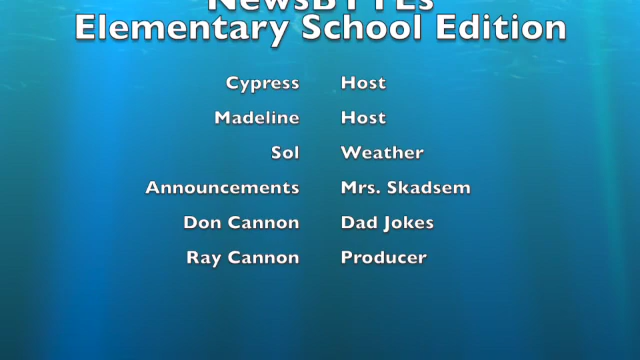 NewsBYTEs
Elementary School Edition
Cypress Host
Madeline Host
Sol Weather
Announcements Mrs. Skadsem
Don Cannon Dad Jokes
Ray Cannon Producer